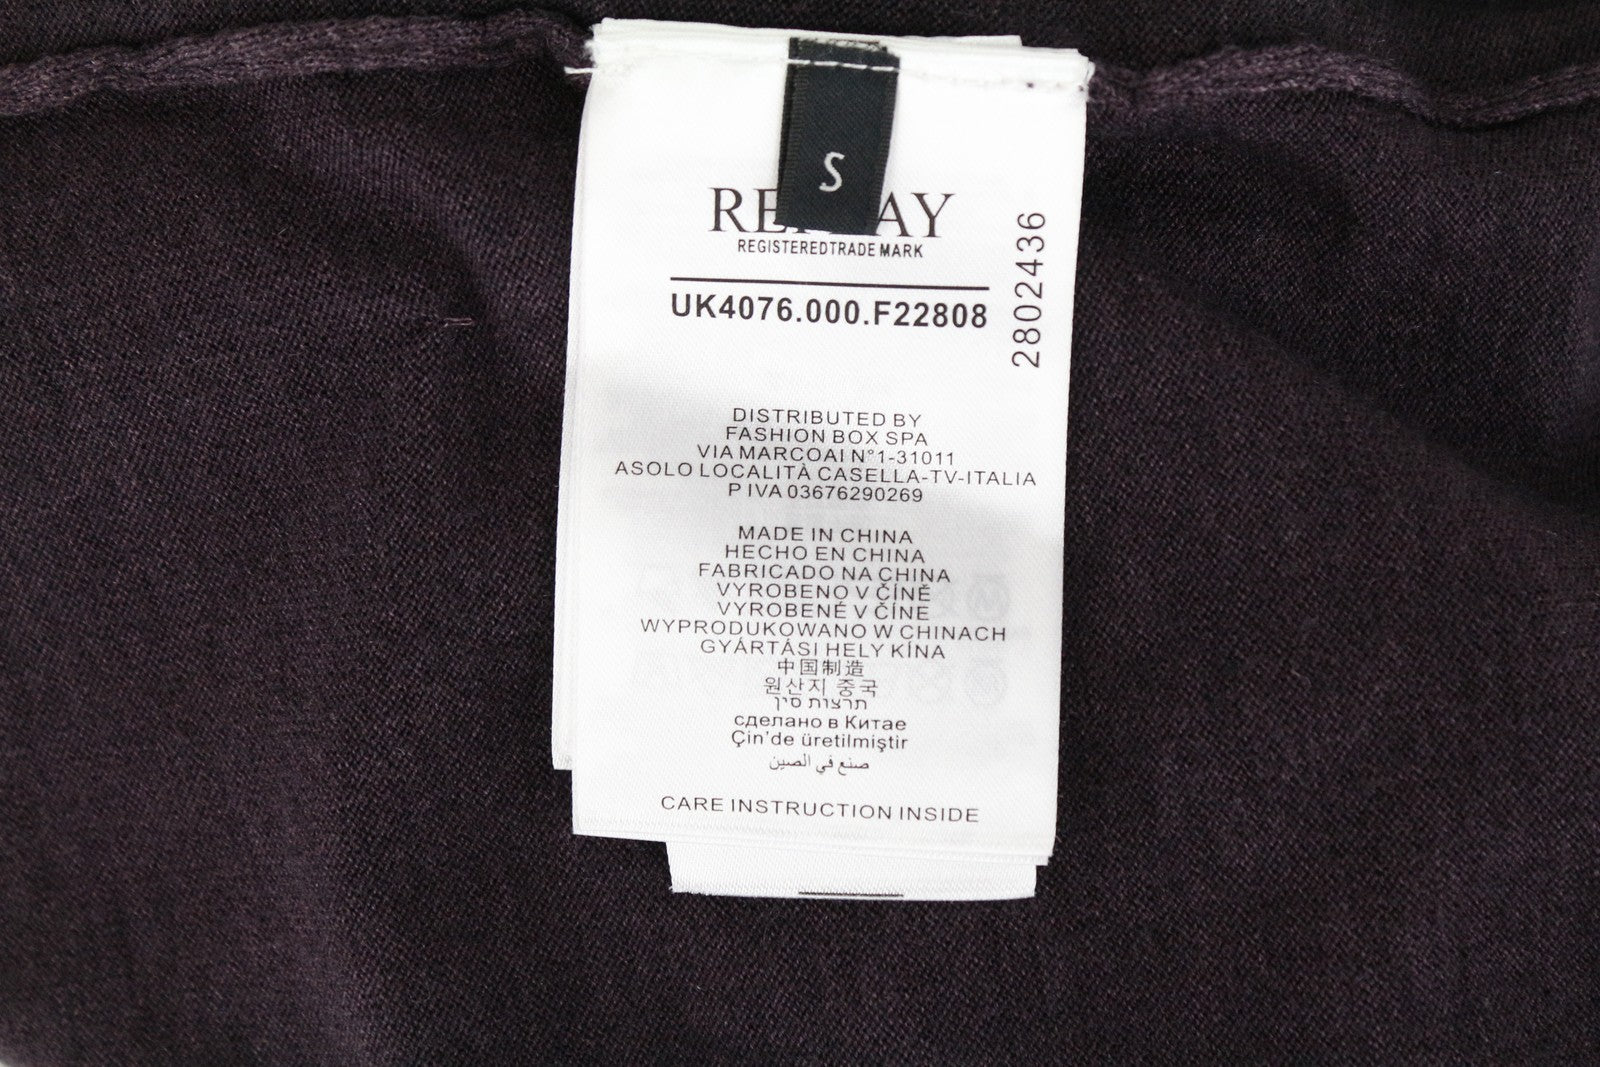 S
REPLAY
REGISTEREDTRADE MARK
UK4076.000.F22808
2802436
DISTRIBUTED BY
FASHION BOX SPA
VIA MARCOAI N°1-31011
ASOLO LOCALITÀ CASELLA-TV-ITALIA
P IVA 03676290269
MADE IN CHINA
HECHO EN CHINA
FABRICADO NA CHINA
VYROBENO V ČÍNĚ
VYROBENÉ V ČÍNE
WYPRODUKOWANO W CHINACH
GYÁRTÁSI HELY KÍNA
中国制造
원산지 중국
תרצות סין
сделано в Китае
Çin'de üretilmiştir
صنع في الصين
CARE INSTRUCTION INSIDE